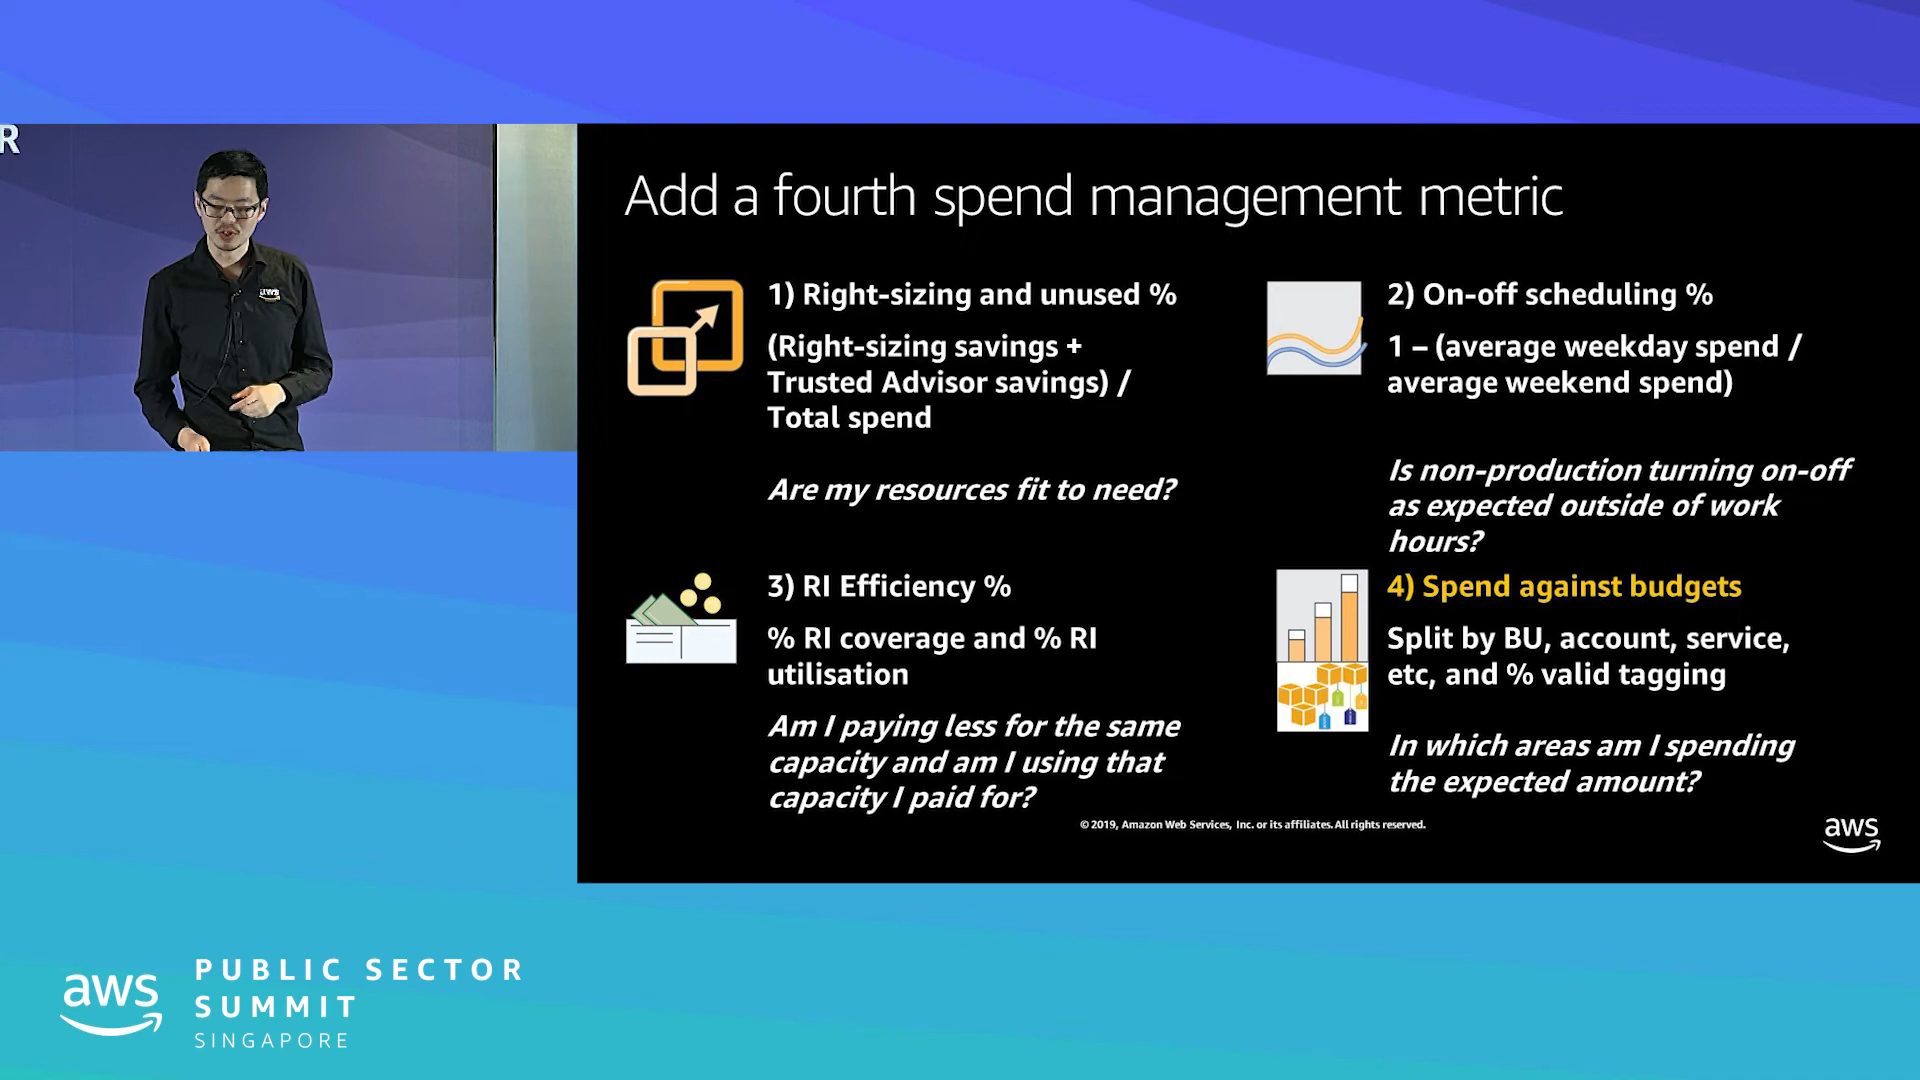 R
aws
Add a fourth spend management metric
1) Right-sizing and unused %
(Right-sizing savings +
Trusted Advisor savings) /
Total spend
Are my resources fit to need?
2) On-off scheduling %
1 – (average weekday spend /
average weekend spend)
Is non-production turning on-off
as expected outside of work
hours?
3) RI Efficiency %
% RI coverage and % RI
utilisation
Am I paying less for the same
capacity and am I using that
capacity I paid for?
4) Spend against budgets
Split by BU, account, service,
etc, and % valid tagging
In which areas am I spending
the expected amount?
© 2019, Amazon Web Services, Inc. or its affiliates. All rights reserved.
aws
aws
PUBLIC SECTOR
SUMMIT
SINGAPORE